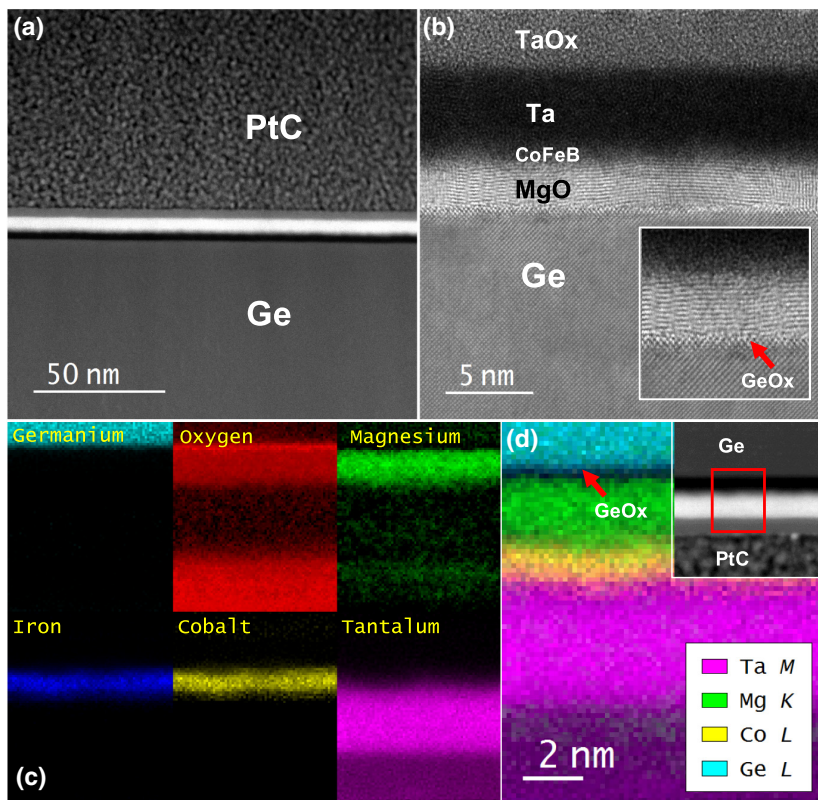 (a)
PtC
Ge
50 nm
(b)
TaOx
Ta
CoFeB
MgO
Ge
5 nm
GeOx
Germanium
Oxygen
Magnesium
Iron
Cobalt
Tantalum
(c)
(d)
GeOx
2 nm
Ge
PtC
Ta M
Mg K
Co L
Ge L